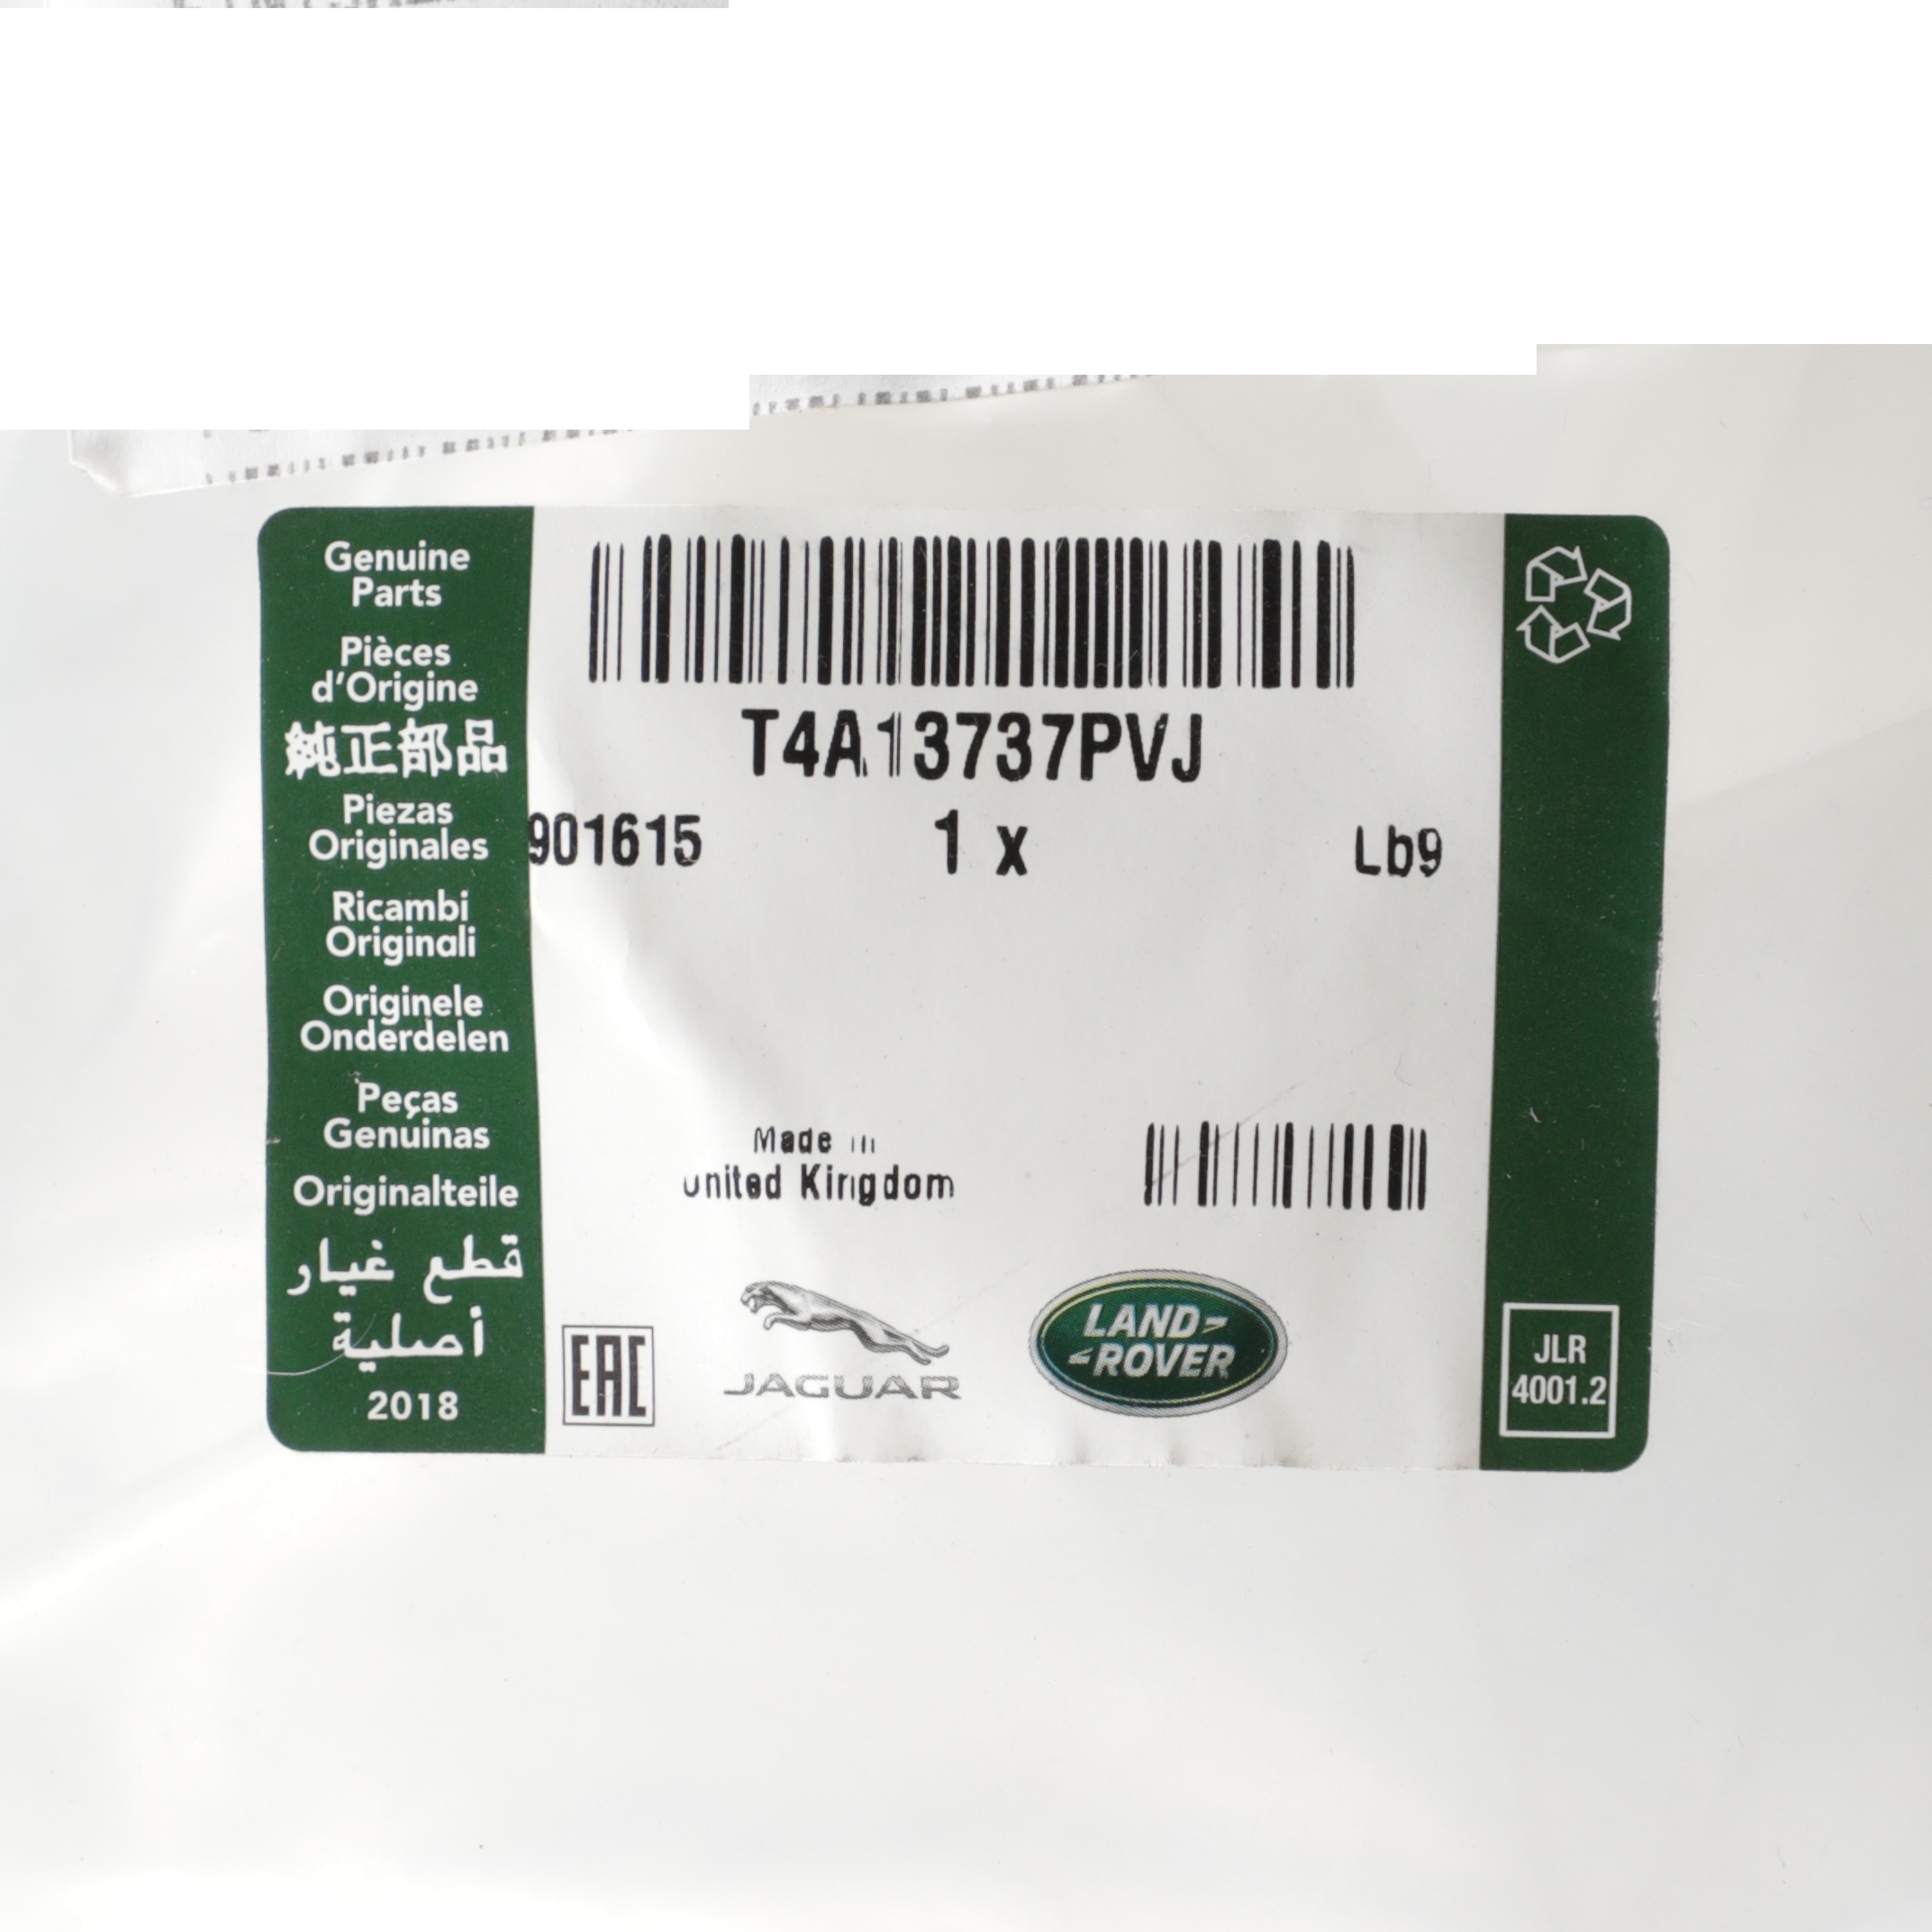 Genuine
Parts
Pièces
d'Origine
純正部品
Piezas
Originales
Ricambi
Originali
Originele
Onderdelen
Peças
Genuinas
Originalteile
قطع غيار
أصلية
2018
T4A13737PVJ
901615 1 x Lb9
Made in
United Kingdom
EAC
JAGUAR
LAND-
-ROVER
JLR
4001.2